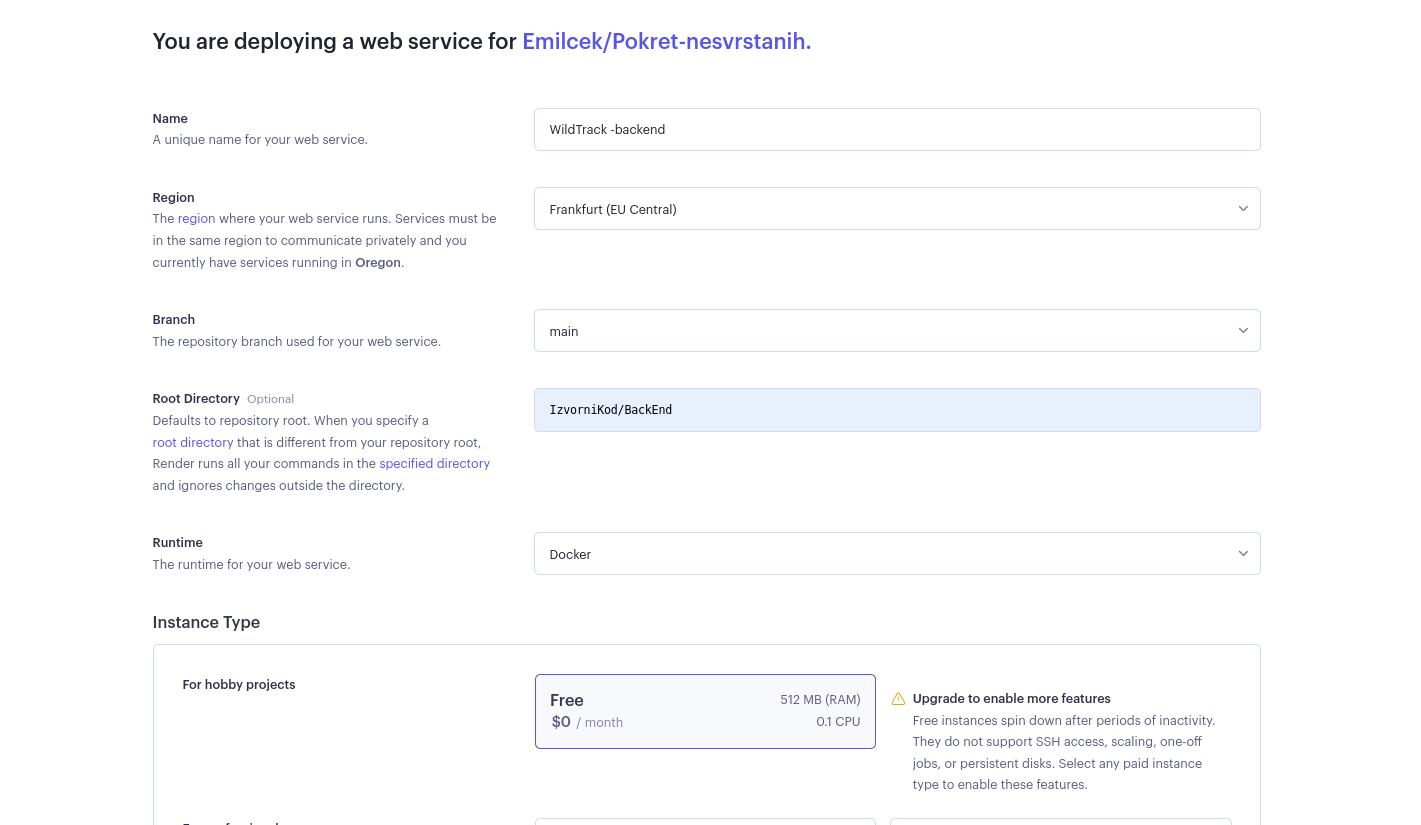 You are deploying a web service for Emilcek/Pokret-nesvrstanih.
Name
A unique name for your web service.
WildTrack -backend
Region
The region where your web service runs. Services must be
in the same region to communicate privately and you
currently have services running in Oregon.
Frankfurt (EU Central)
Branch
The repository branch used for your web service.
main
Root Directory Optional
Defaults to repository root. When you specify a
root directory that is different from your repository root,
Render runs all your commands in the specified directory
and ignores changes outside the directory.
IzvorniKod/BackEnd
Runtime
The runtime for your web service.
Docker
Instance Type
For hobby projects
Free
512 MB (RAM)
$0 / month
0.1 CPU
Upgrade to enable more features
Free instances spin down after periods of inactivity.
They do not support SSH access, scaling, one-off
jobs, or persistent disks. Select any paid instance
type to enable these features.